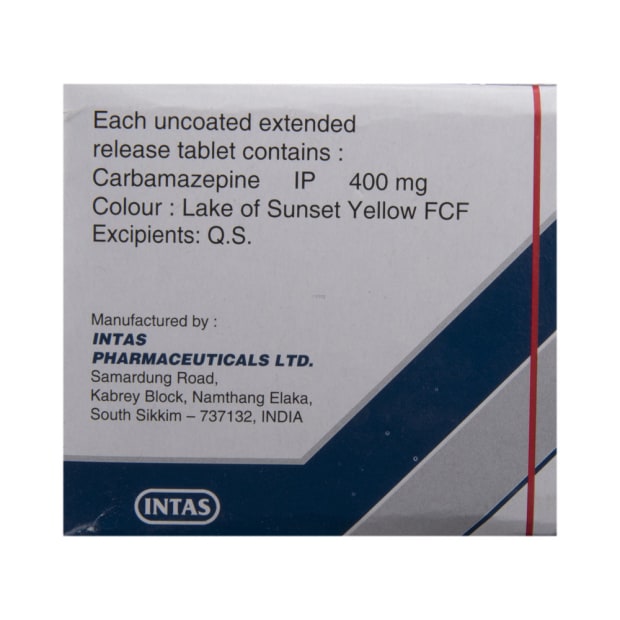 Each uncoated extended
release tablet contains :
Carbamazepine IP 400 mg
Colour : Lake of Sunset Yellow FCF
Excipients: Q.S.
Manufactured by :
INTAS
PHARMACEUTICALS LTD.
Samardung Road,
Kabrey Block, Namthang Elaka,
South Sikkim – 737132, INDIA
INTAS